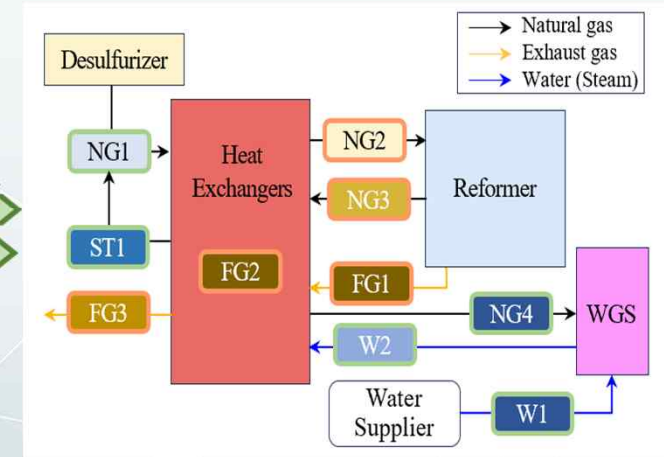 Natural gas
Exhaust gas
Water (Steam)
Desulfurizer
NG1
ST1
FG3
Heat
Exchangers
FG2
NG2
NG3
FG1
Reformer
NG4
W2
WGS
Water
Supplier
W1